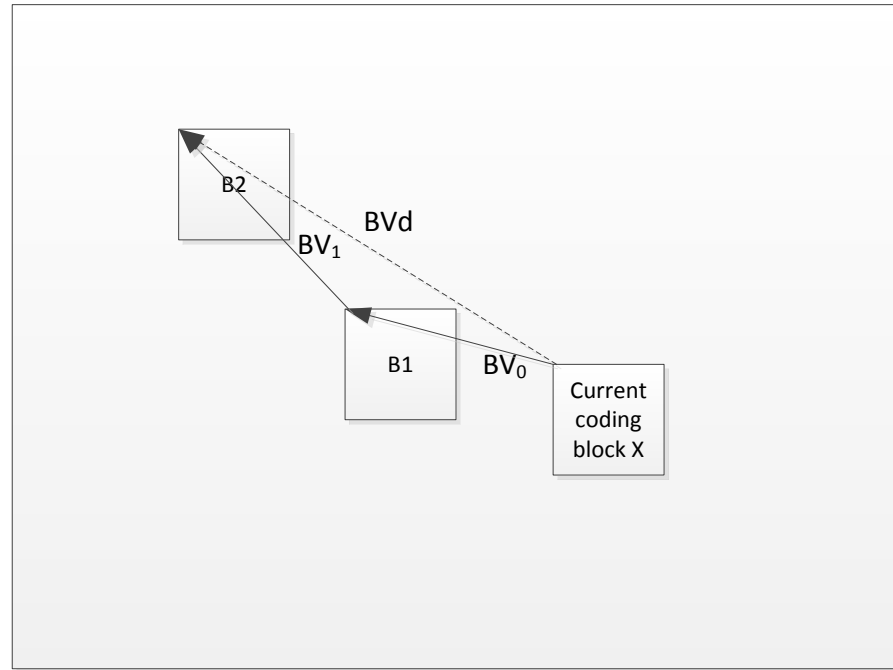 B2
BVd
BV₁
B1
BV₀
Current
coding
block X